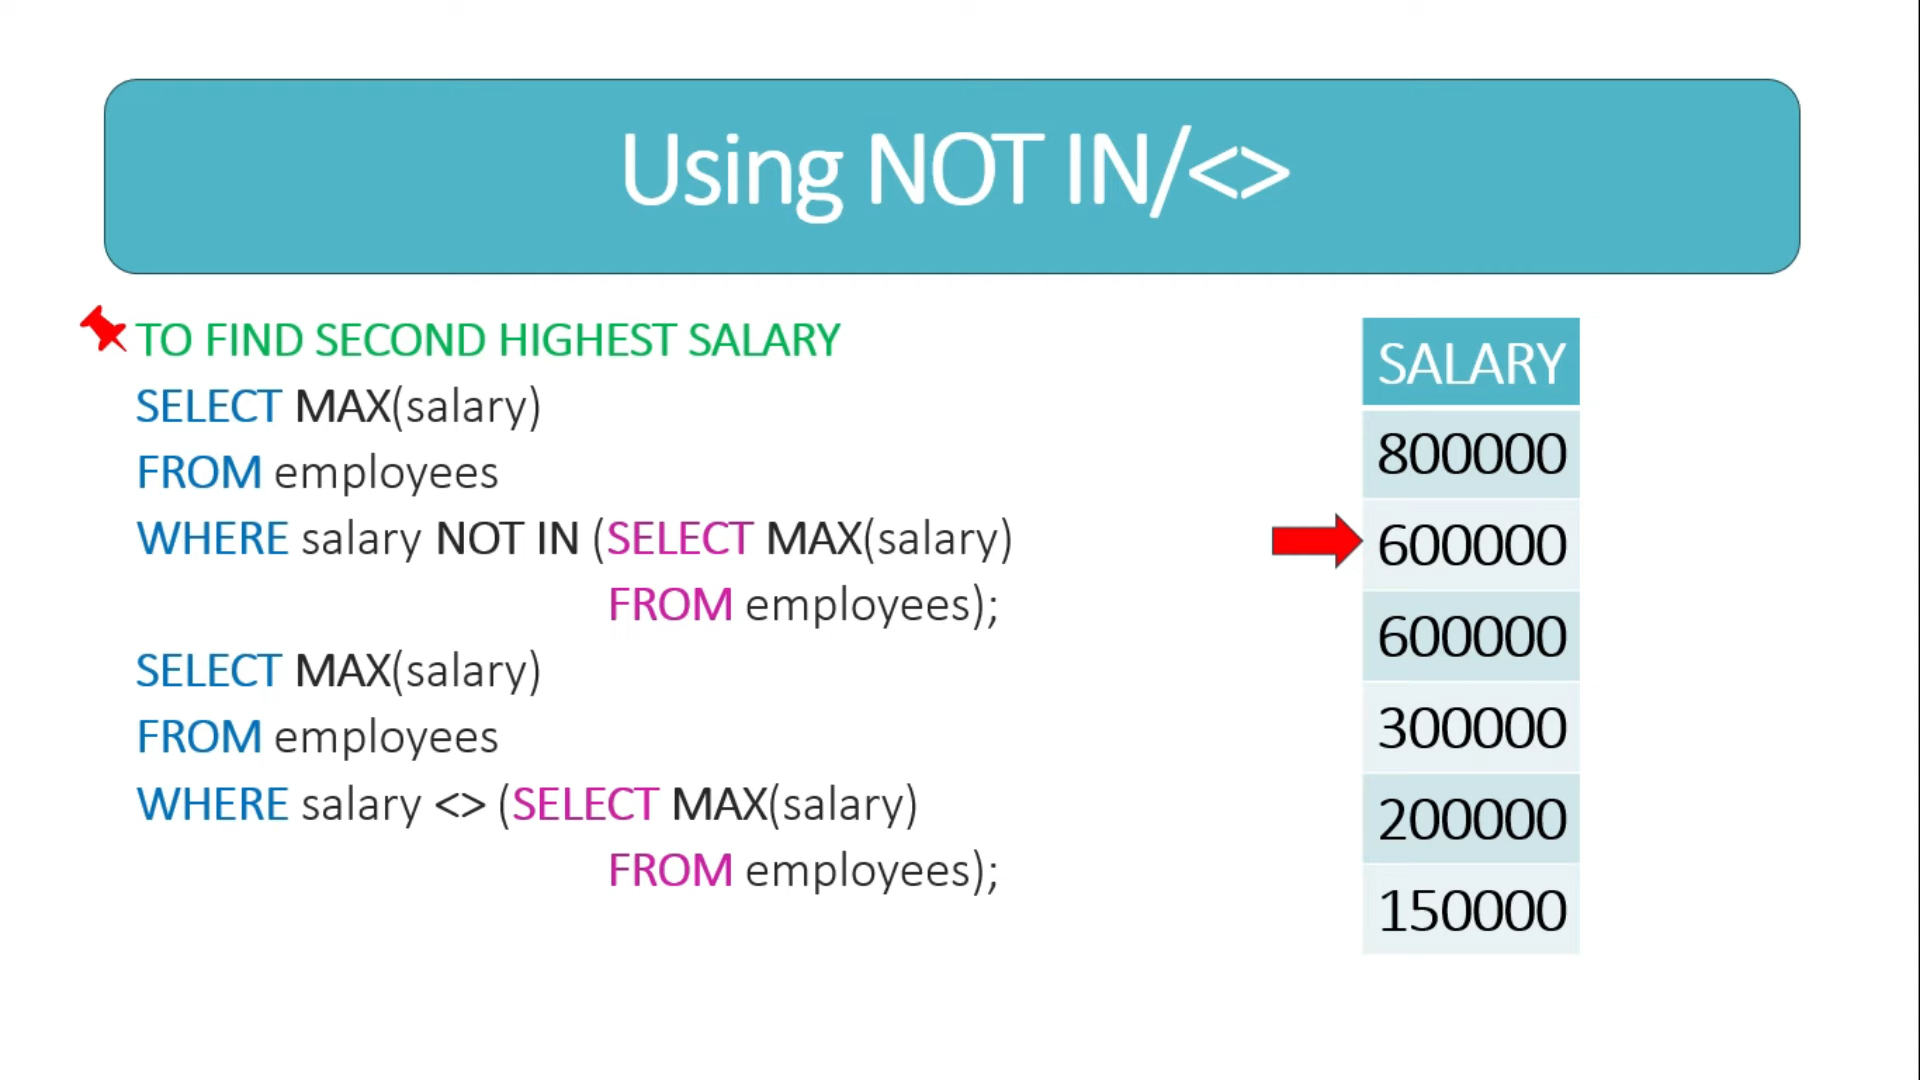 Using NOT IN/<>
TO FIND SECOND HIGHEST SALARY
SELECT MAX(salary)
FROM employees
WHERE salary NOT IN (SELECT MAX(salary)
FROM employees);
SELECT MAX(salary)
FROM employees
WHERE salary <> (SELECT MAX(salary)
FROM employees);
SALARY
800000
600000
600000
300000
200000
150000